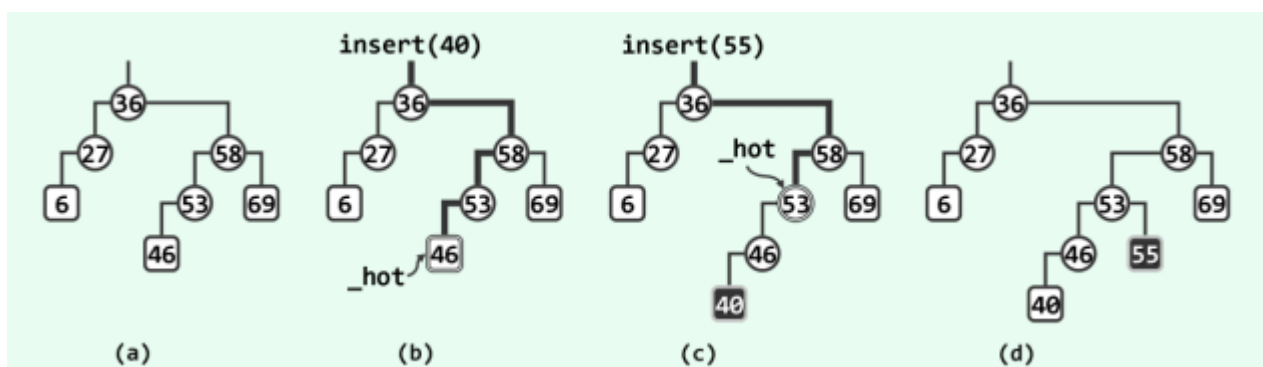 insert(40) insert(55)
36 36 36 36
27 58 27 58 _hot 27 58 27 58
6 53 69 6 53 69 6 53 69 6 53 69
46 46 46 46 55
_hot 40 40
(a) (b) (c) (d)